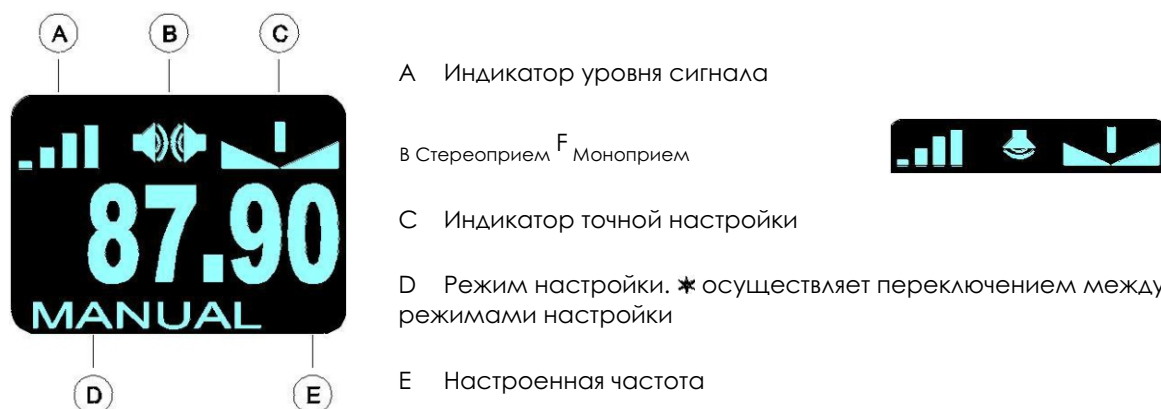 A B C
A Индикатор уровня сигнала
B Стереоприем F Моноприем
87.90
C Индикатор точной настройки
D Режим настройки. * осуществляет переключением между
режимами настройки
MANUAL
D E
E Настроенная частота